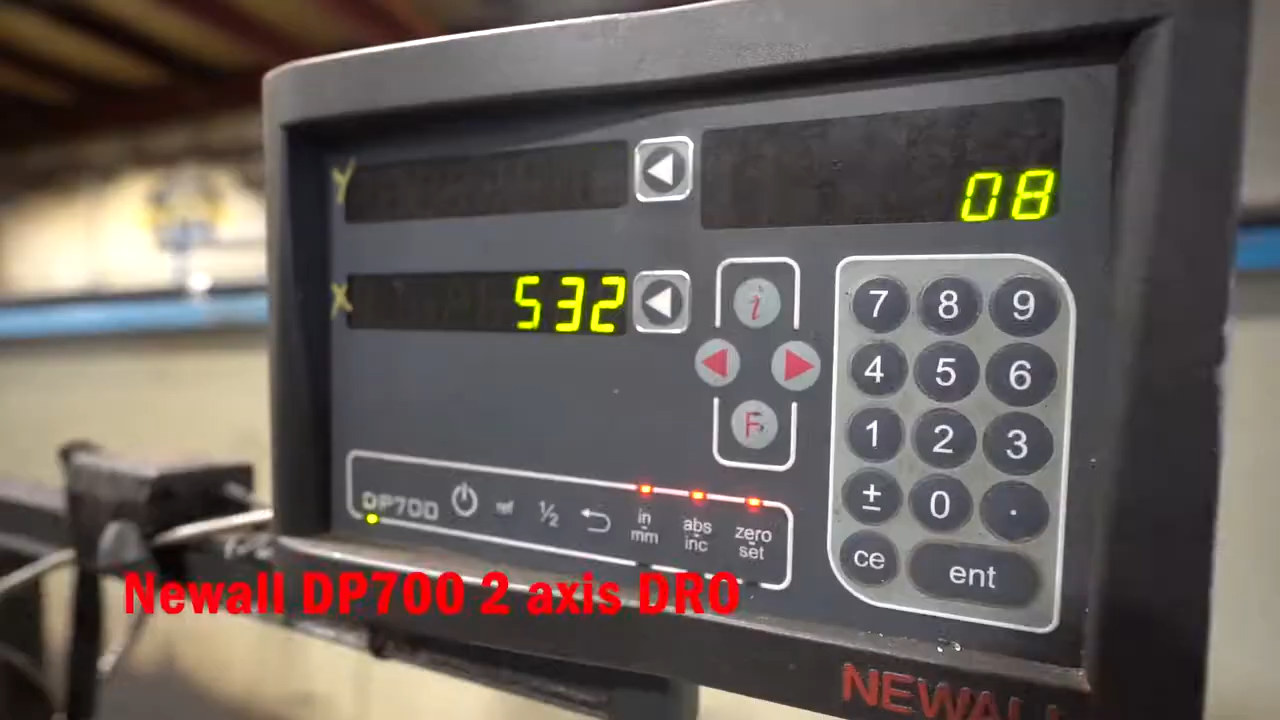 Y
08
X
532
i
7 8 9
4 5 6
F
1 2 3
± 0 .
DP700 ref ½ in mm abs inc zero set
ce ent
Newall DP700 2 axis DRO
NEWALL